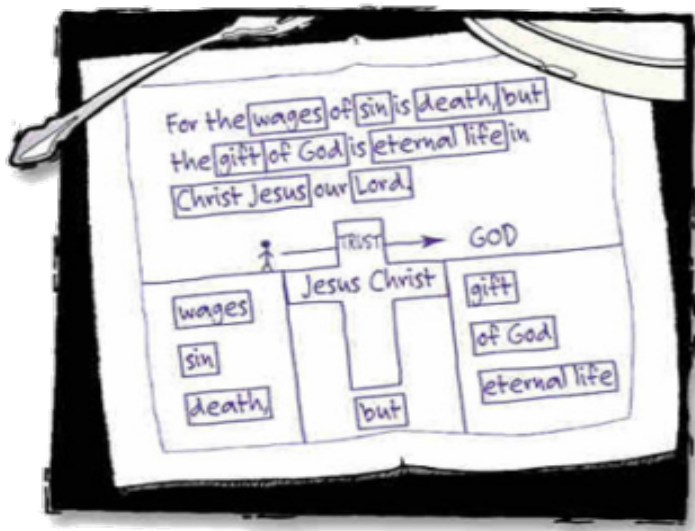 For the wages of sin is death, but
the gift of God is eternal life in
Christ Jesus our Lord.
TRUST GOD
Jesus Christ
wages
sin
death,
but
gift
of God
eternal life